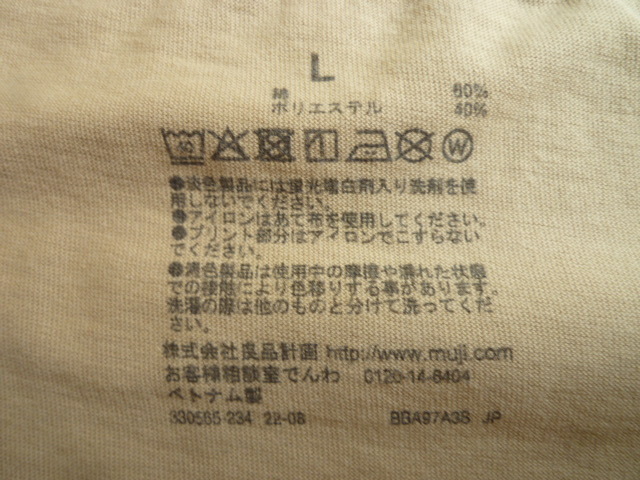 L
綿 60%
ポリエステル 40%
●淡色製品には蛍光増白剤入り洗剤を使
用しないでください。
●アイロンはあて布を使用してください。
●プリント部分はアイロンでこすらない
でください。
●濃色製品は使用中の摩擦や濡れた状態
での接触により色移りする事があります。
洗濯の際は他のものと分けて洗ってくだ
さい。
株式会社良品計画 http://www.muji.com
お客様相談室でんわ 0120-14-6404
ベトナム製
330565-234 22-08 BBA97A3S JP